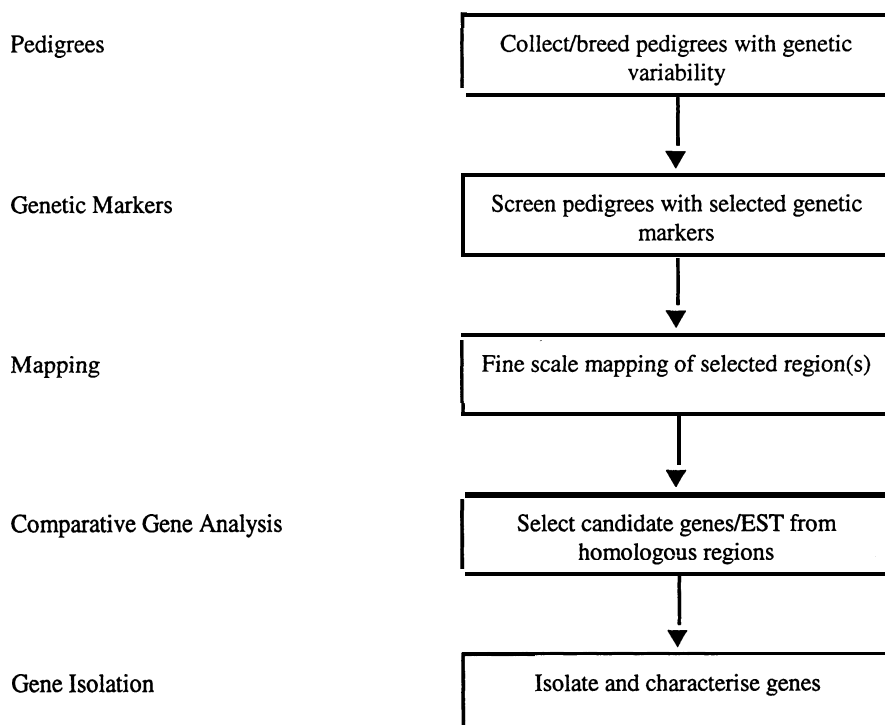 Pedigrees
Collect/breed pedigrees with genetic
variability
Genetic Markers
Screen pedigrees with selected genetic
markers
Mapping
Fine scale mapping of selected region(s)
Comparative Gene Analysis
Select candidate genes/EST from
homologous regions
Gene Isolation
Isolate and characterise genes